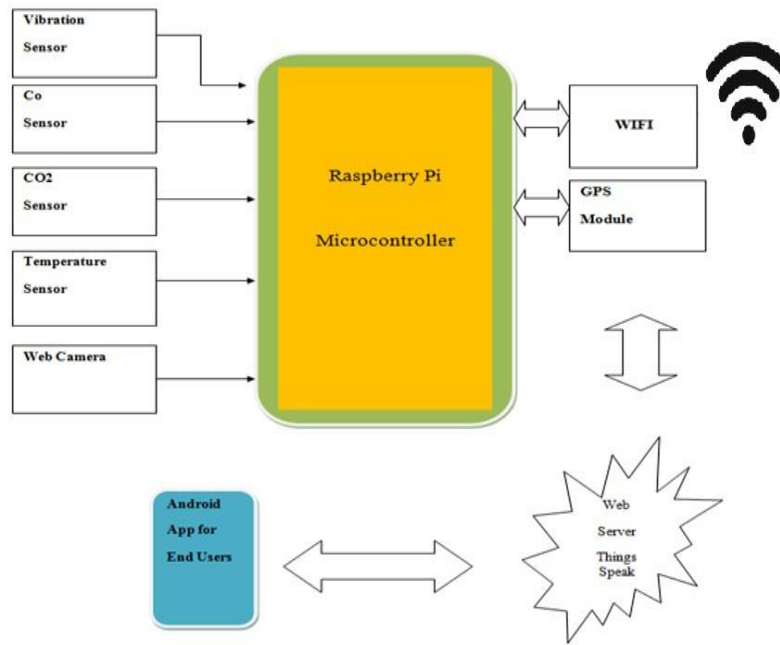 Vibration
Sensor
Co
Sensor
CO2
Sensor
Temperature
Sensor
Web Camera
Raspberry Pi
Microcontroller
WIFI
GPS
Module
Android
App for
End Users
Web
Server
Things
Speak